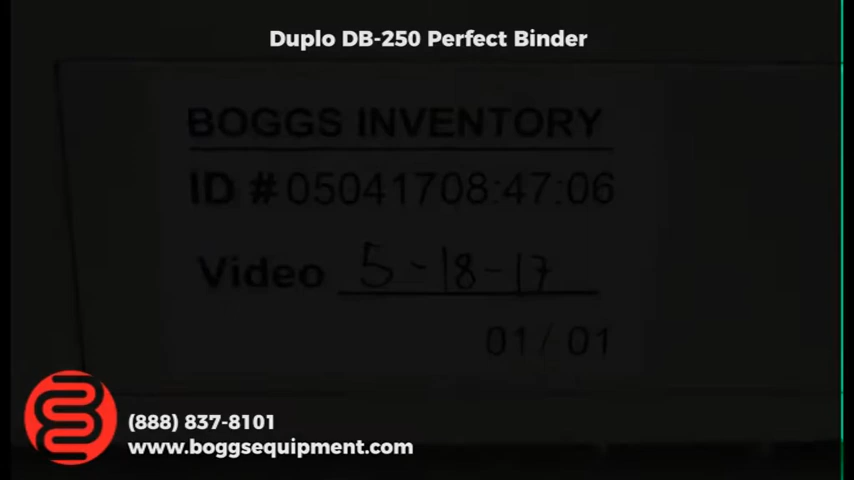 Duplo DB-250 Perfect Binder
BOGGS INVENTORY
ID # 05041708:47:06
Video 5-18-17
01/01
(888) 837-8101
www.boggsequipment.com